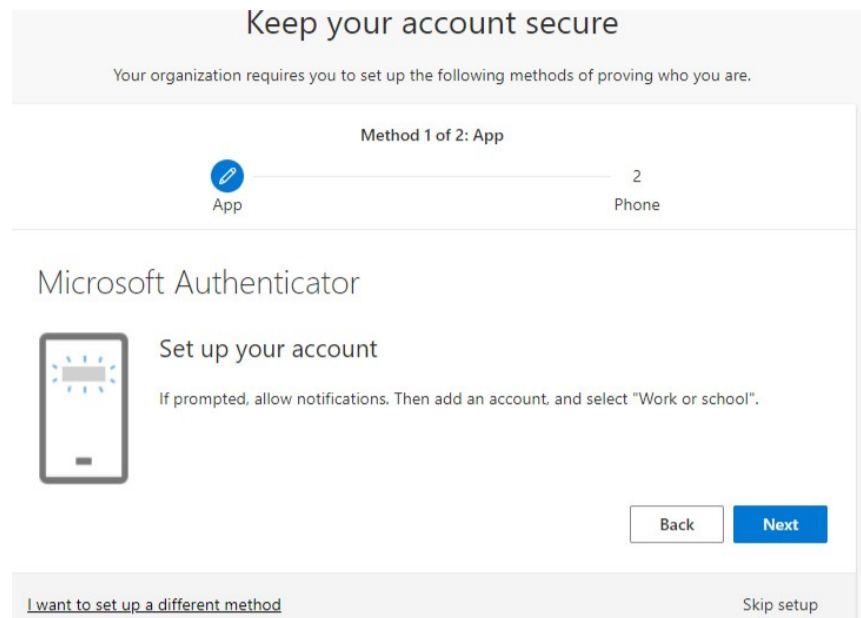 Keep your account secure
Your organization requires you to set up the following methods of proving who you are.
Method 1 of 2: App
2
App
Phone
Microsoft Authenticator
Set up your account
If prompted, allow notifications. Then add an account, and select "Work or school".
Back
Next
I want to set up a different method
Skip setup